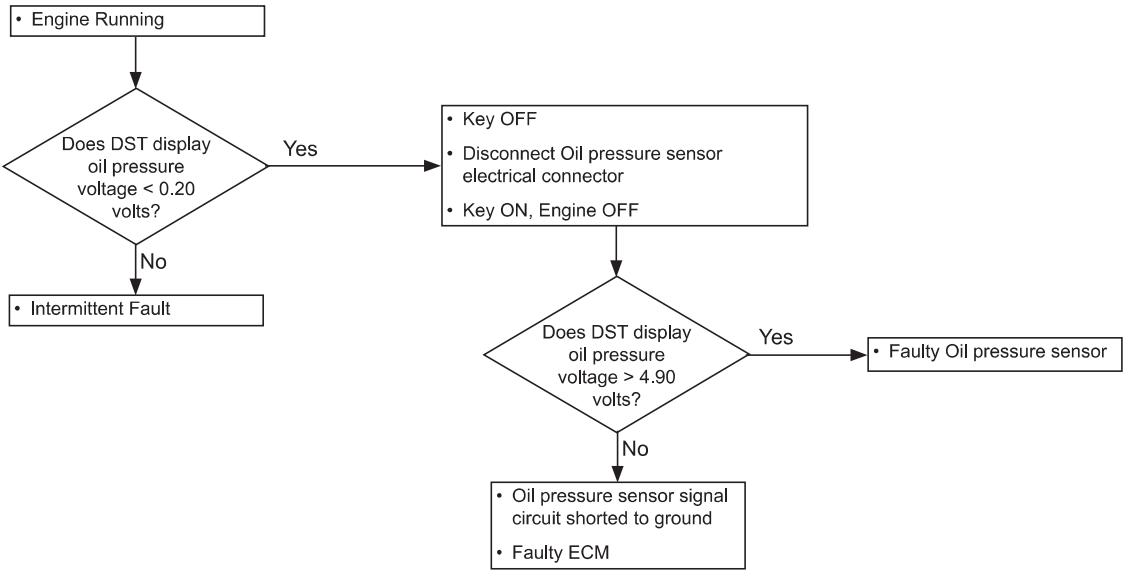 • Engine Running
Does DST display
oil pressure
voltage < 0.20
volts?
Yes
• Key OFF
• Disconnect Oil pressure sensor
electrical connector
• Key ON, Engine OFF
No
• Intermittent Fault
Does DST display
oil pressure
voltage > 4.90
volts?
Yes
• Faulty Oil pressure sensor
No
• Oil pressure sensor signal
circuit shorted to ground
• Faulty ECM